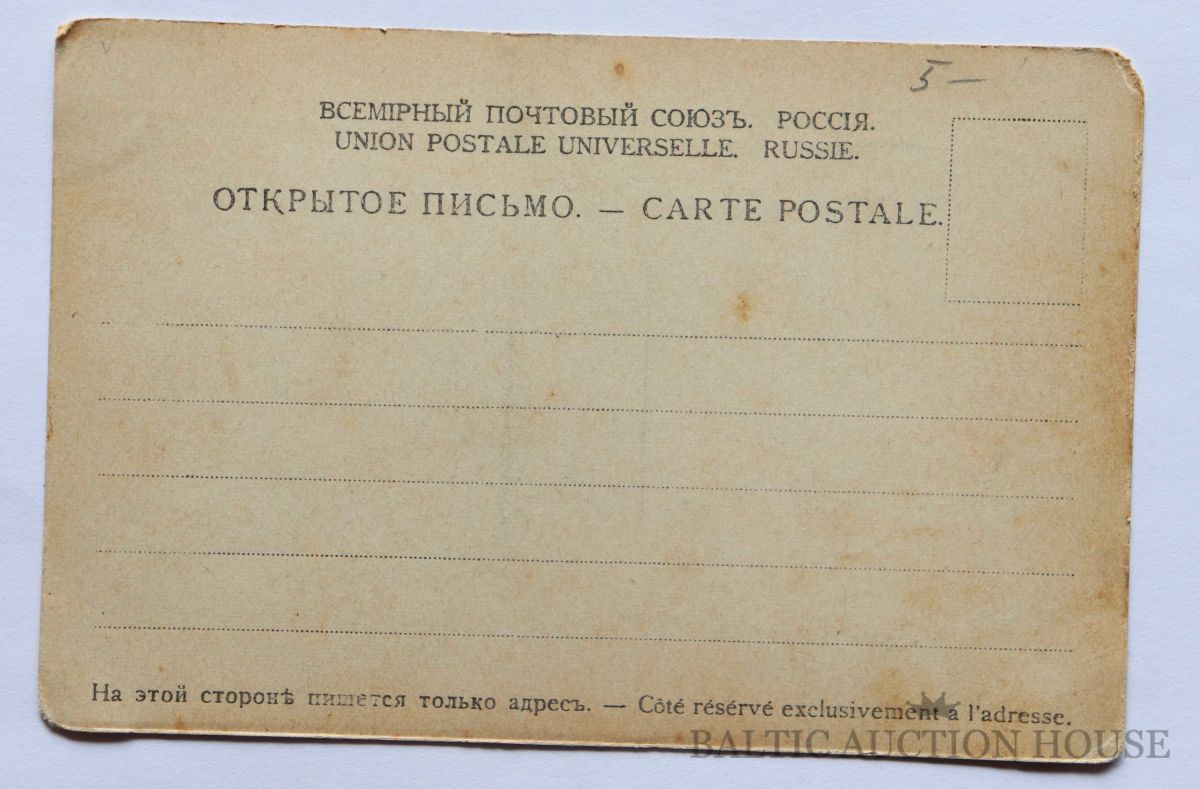 5 —
ВСЕМІРНЫЙ ПОЧТОВЫЙ СОЮЗЪ. РОССІЯ.
UNION POSTALE UNIVERSELLE. RUSSIE.
ОТКРЫТОЕ ПИСЬМО. — CARTE POSTALE.
На этой сторонѣ пишется только адресъ. — Côté résérvé exclusivement a l'adresse.
BALTIC AUCTION HOUSE